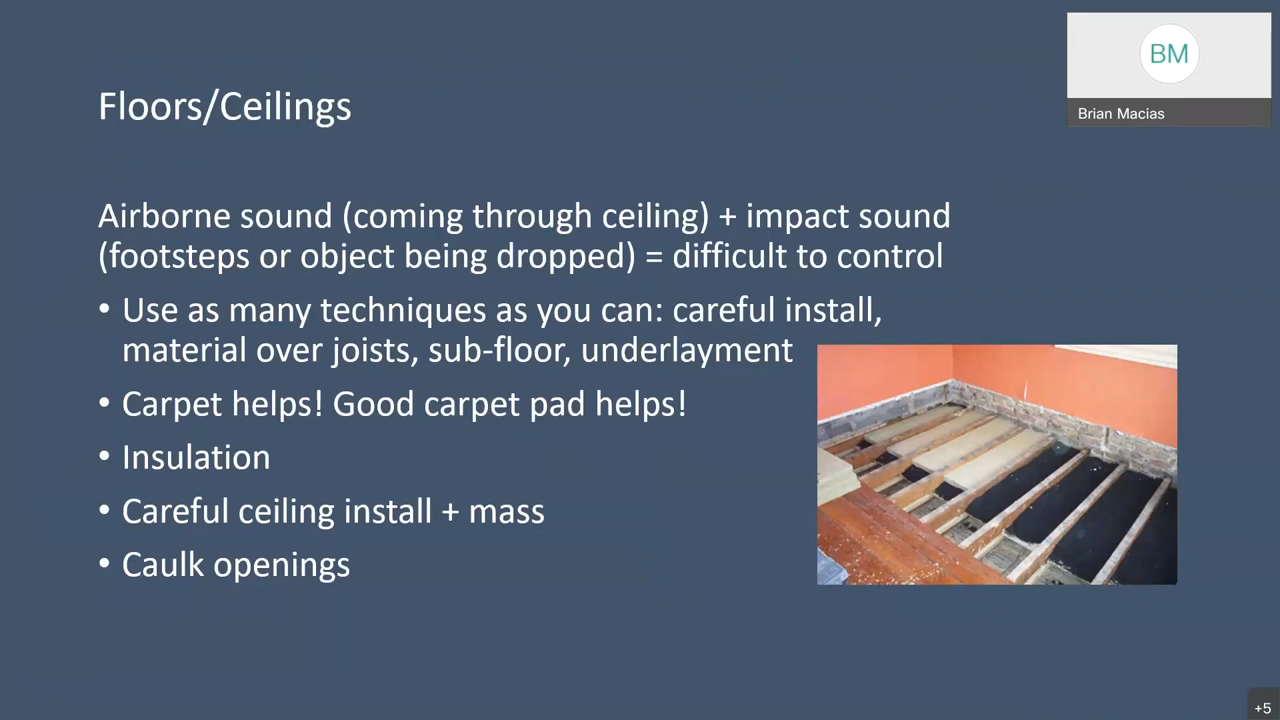 BM
Brian Macias
Floors/Ceilings
Airborne sound (coming through ceiling) + impact sound
(footsteps or object being dropped) = difficult to control
• Use as many techniques as you can: careful install,
material over joists, sub-floor, underlayment
• Carpet helps! Good carpet pad helps!
• Insulation
• Careful ceiling install + mass
• Caulk openings
+5